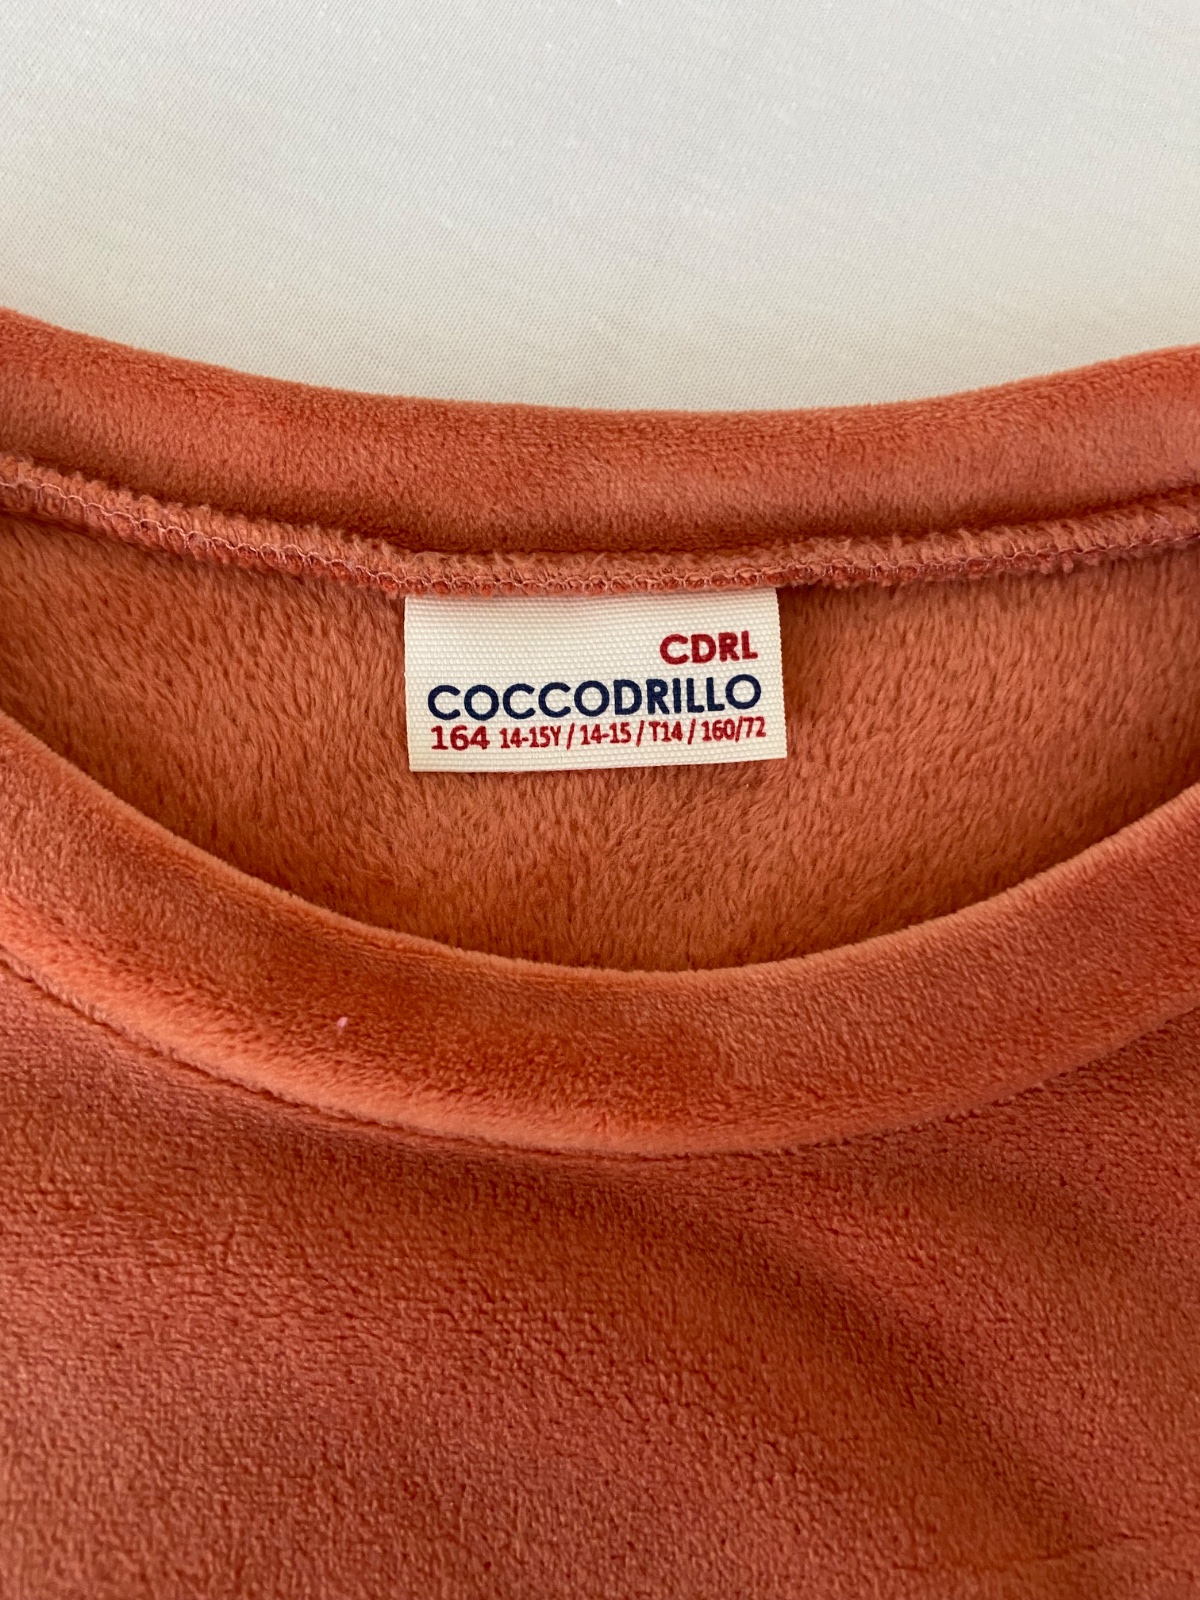 CDRL
COCCODRILLO
164 14-15Y / 14-15 / T14 / 160/72